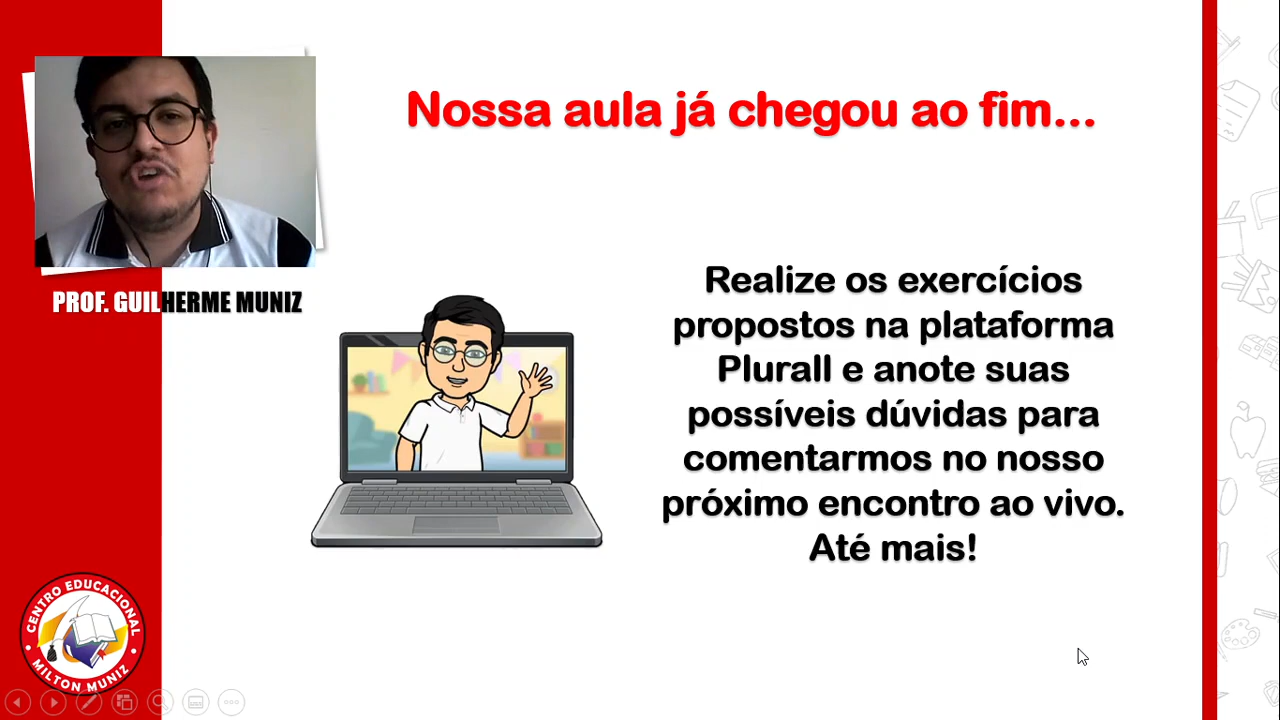 Nossa aula já chegou ao fim...
PROF. GUILHERME MUNIZ
Realize os exercícios
propostos na plataforma
Plurall e anote suas
possíveis dúvidas para
comentarmos no nosso
próximo encontro ao vivo.
Até mais!
CENTRO EDUCACIONAL
MILTON MUNIZ